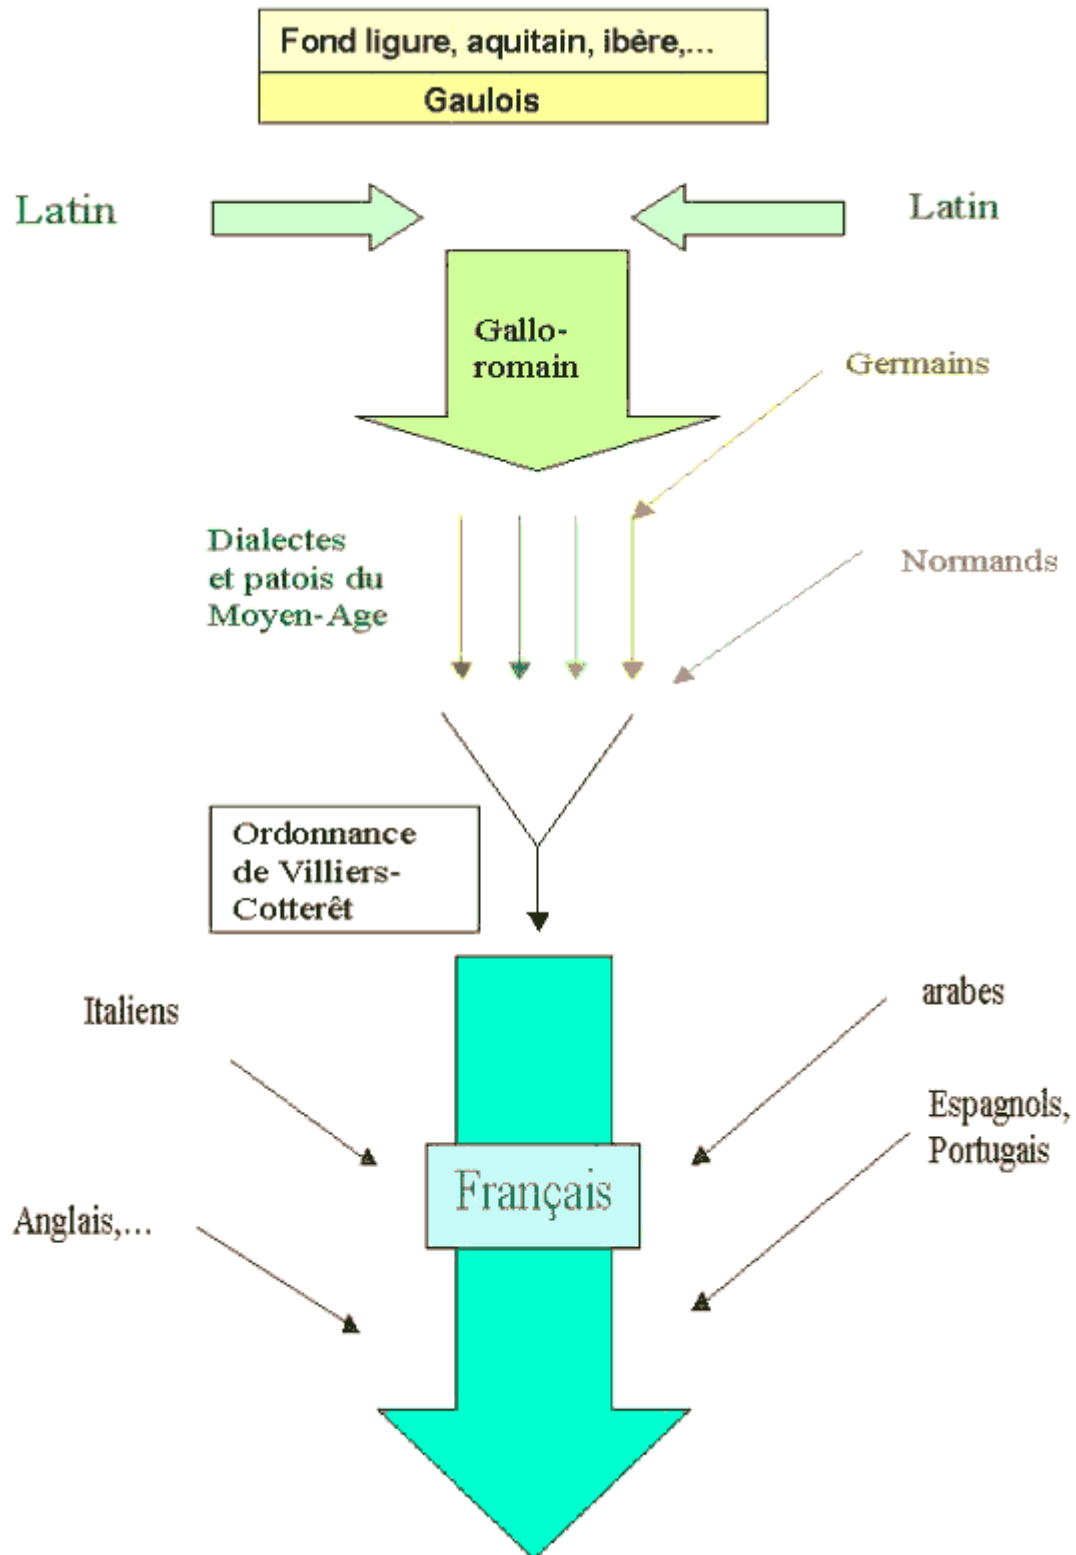 Fond ligure, aquitain, ibère,...
Gaulois
Latin
Latin
Gallo-
romain
Germains
Dialectes
et patois du
Moyen-Age
Normands
Ordonnance
de Villiers-
Cotterêt
Italiens
arabes
Espagnols,
Portugais
Français
Anglais,...